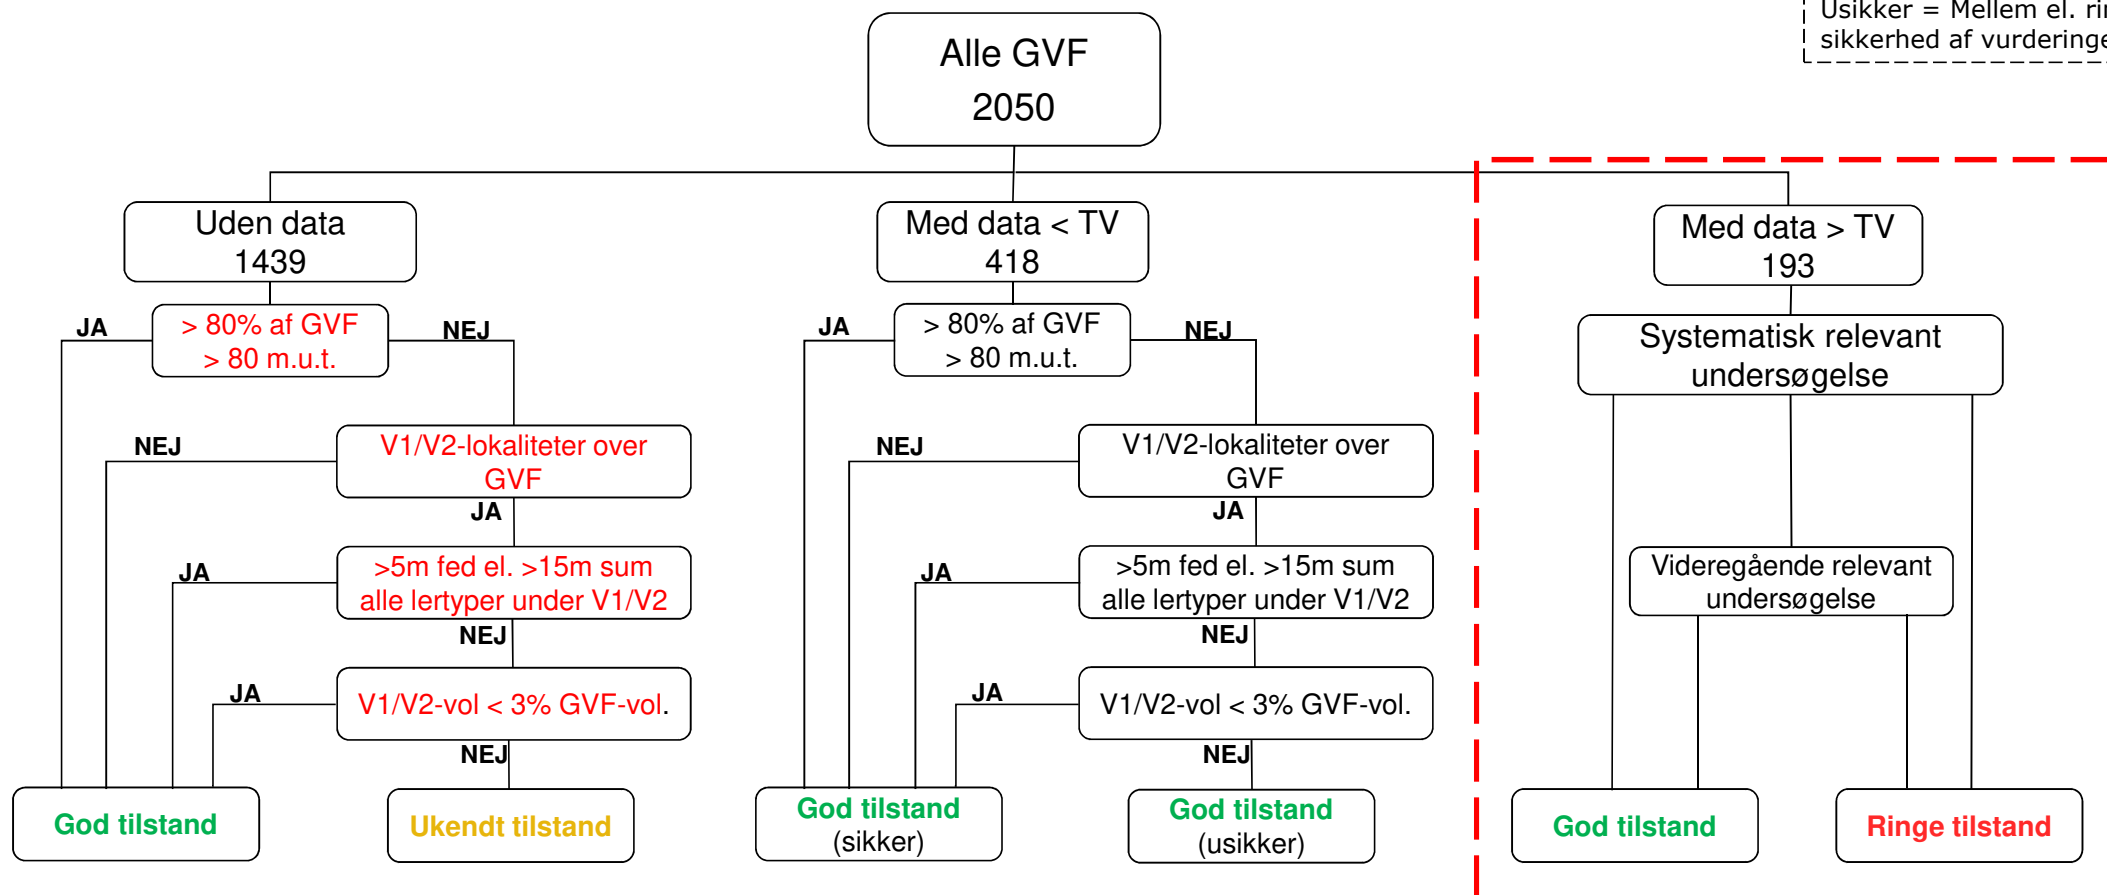 Usikker = Mellem el.
sikkerhed af
Alle GVF
2050
Uden data
1439
Med data < TV
418
Med data > TV
193
JA
> 80% af GVF
> 80 m.u.t.
NEJ
NEJ
V1/V2-lokaliteter over
GVF
JA
JA
>5m fed el. >15m sum
alle lertyper under V1/V2
NEJ
JA
V1/V2-vol < 3% GVF-vol.
NEJ
God tilstand
Ukendt tilstand
JA
> 80% af GVF
> 80 m.u.t.
NEJ
NEJ
V1/V2-lokaliteter over
GVF
JA
JA
>5m fed el. >15m sum
alle lertyper under V1/V2
NEJ
JA
V1/V2-vol < 3% GVF-vol.
NEJ
God tilstand
(sikker)
God tilstand
(usikker)
Systematisk relevant
undersøgelse
Videregående relevant
undersøgelse
God tilstand
Ringe tilstand